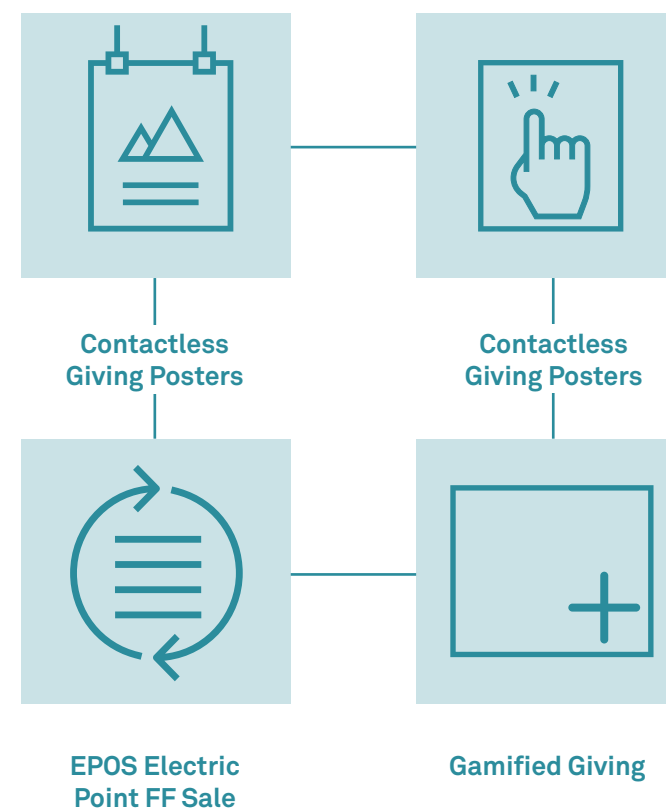 Contactless
Giving Posters
Contactless
Giving Posters
EPOS Electric
Point FF Sale
Gamified Giving